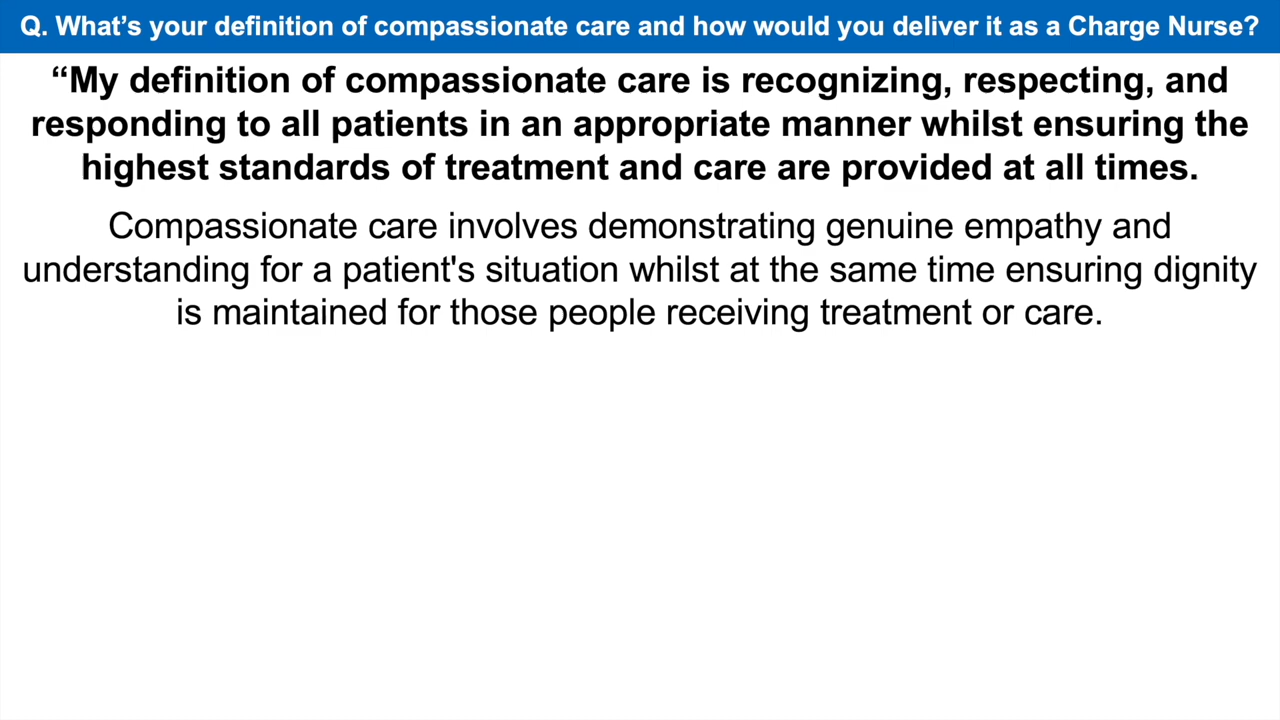 Q. What’s your definition of compassionate care and how would you deliver it as a Charge Nurse?
“My definition of compassionate care is recognizing, respecting, and
responding to all patients in an appropriate manner whilst ensuring the
highest standards of treatment and care are provided at all times.
Compassionate care involves demonstrating genuine empathy and
understanding for a patient's situation whilst at the same time ensuring dignity
is maintained for those people receiving treatment or care.